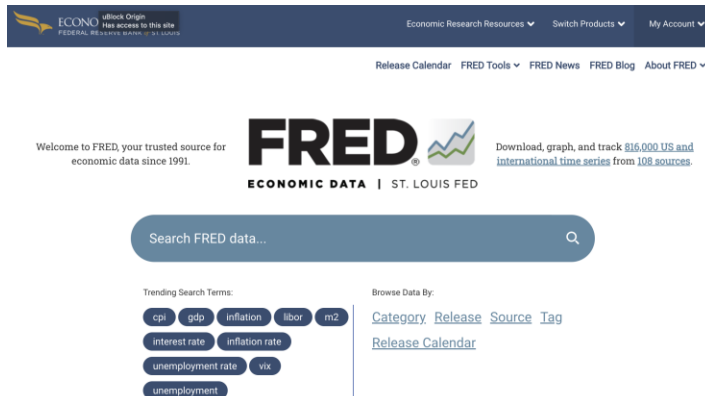 ECONO
uBlock Origin
Has access to this site
FEDERAL RESERVE BANK ST. LOUIS
Economic Research Resources
Switch Products
My Account
Release Calendar FRED Tools FRED News FRED Blog About FRED
Welcome to FRED, your trusted source for
economic data since 1991.
FRED®
ECONOMIC DATA | ST. LOUIS FED
Download, graph, and track 816,000 US and
international time series from 108 sources.
Search FRED data...
Trending Search Terms:
cpi gdp inflation libor m2
interest rate inflation rate
unemployment rate vix
unemployment
Browse Data By:
Category Release Source Tag
Release Calendar